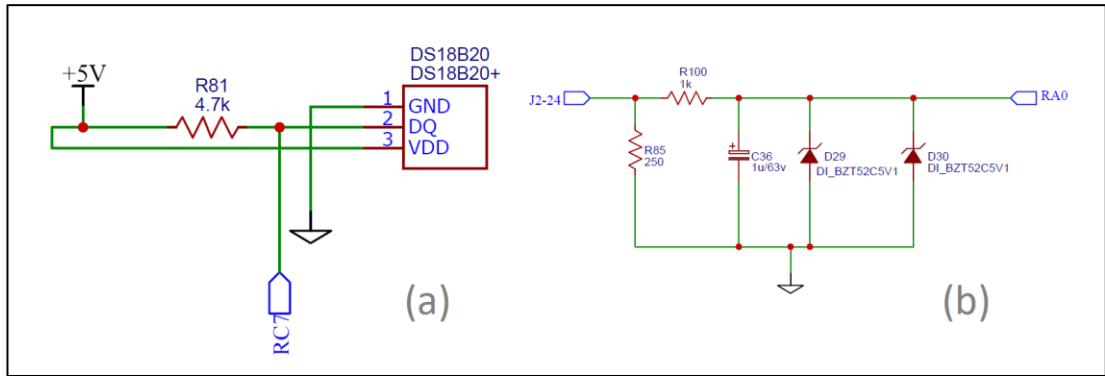 DS18B20
DS18B20+
+5V
R81
4.7k
1 GND
2 DQ
3 VDD
RC7
(a)
J2-24
R100
1k
RA0
R85
250
C36
1u/63v
D29
DI_BZT52C5V1
D30
DI_BZT52C5V1
+
(b)